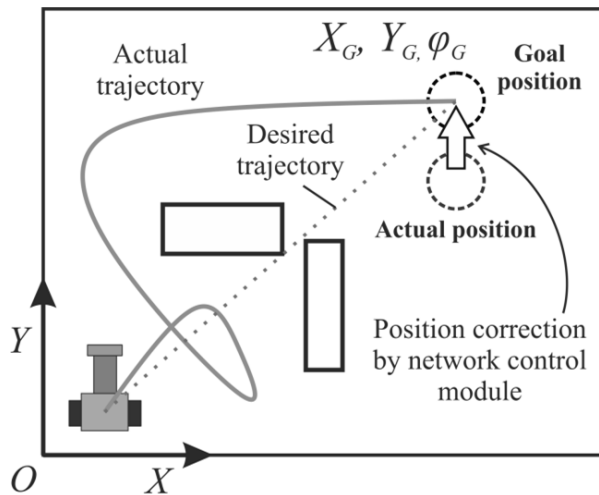 X_G, Y_G, φ_G
Goal
position
Actual
trajectory
Desired
trajectory
Actual position
Position correction
by network control
module
Y
O
X